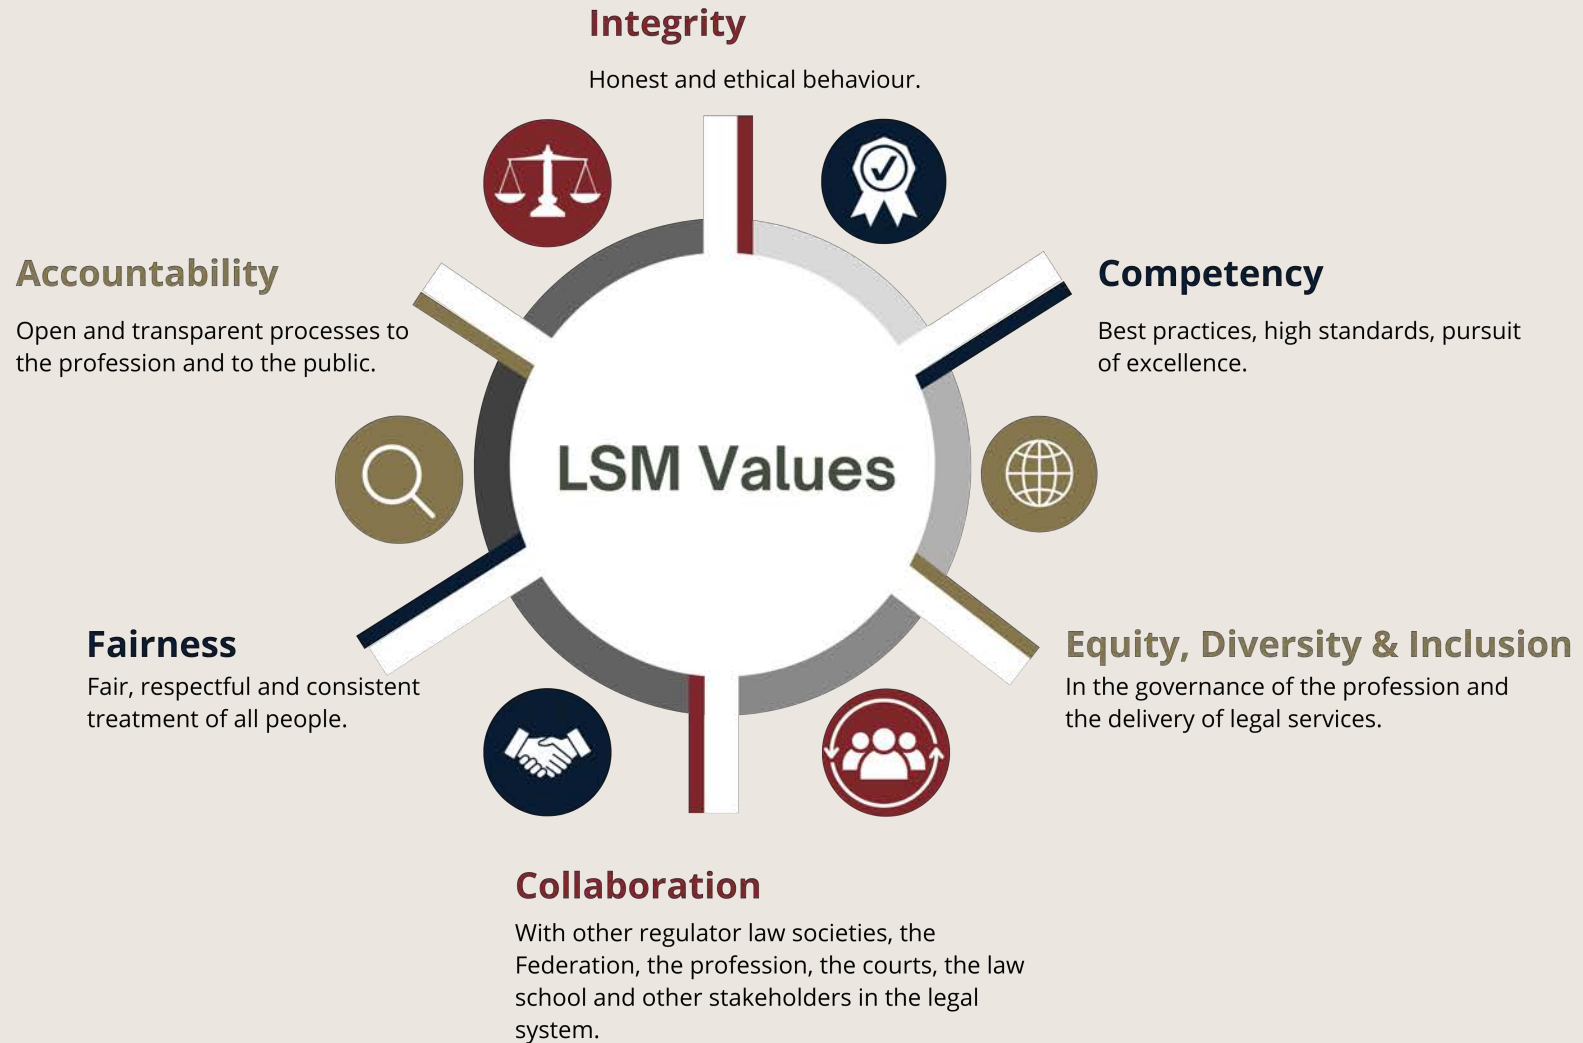 Integrity
Honest and ethical behaviour.
Accountability
Open and transparent processes to
the profession and to the public.
Competency
Best practices, high standards, pursuit
of excellence.
LSM Values
Fairness
Fair, respectful and consistent
treatment of all people.
Equity, Diversity & Inclusion
In the governance of the profession and
the delivery of legal services.
Collaboration
With other regulator law societies, the
Federation, the profession, the courts, the law
school and other stakeholders in the legal
system.